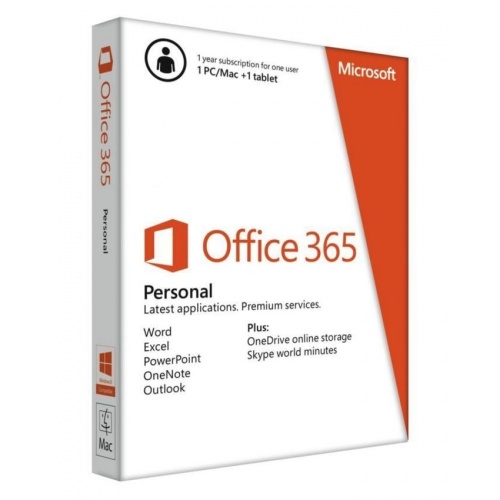 1 year subscription for one user
1 PC/Mac +1 tablet
Microsoft
Office 365
Personal
Latest applications. Premium services.
Word
Excel
PowerPoint
OneNote
Outlook
Plus:
OneDrive online storage
Skype world minutes
Office 365
Personal
Windows
Mac